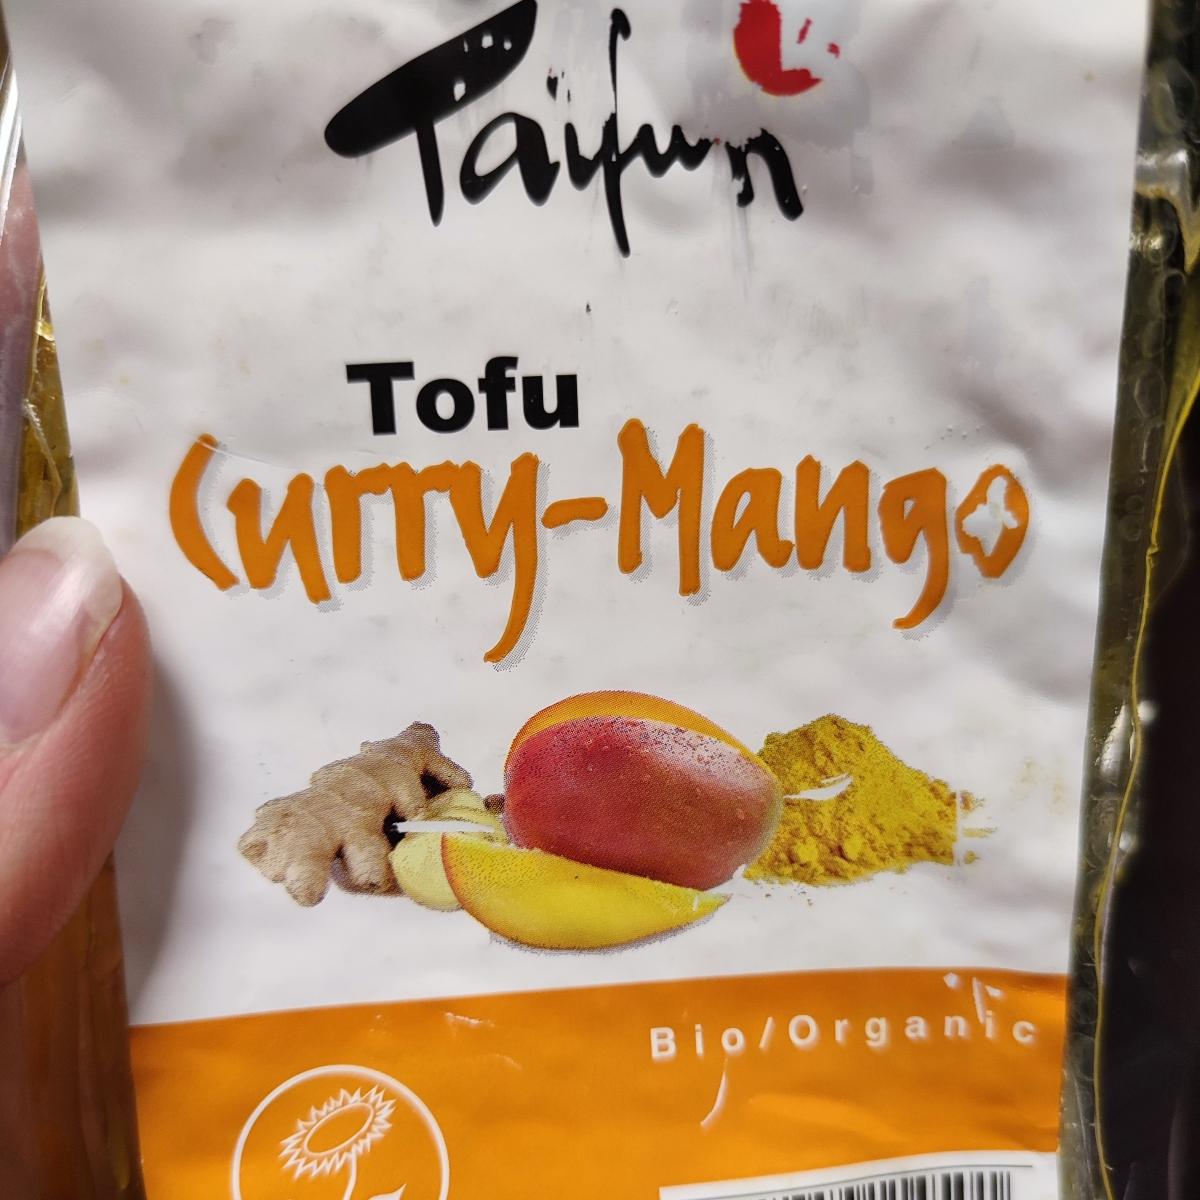 Taifun
Tofu
Curry-Mango
Bio/Organic